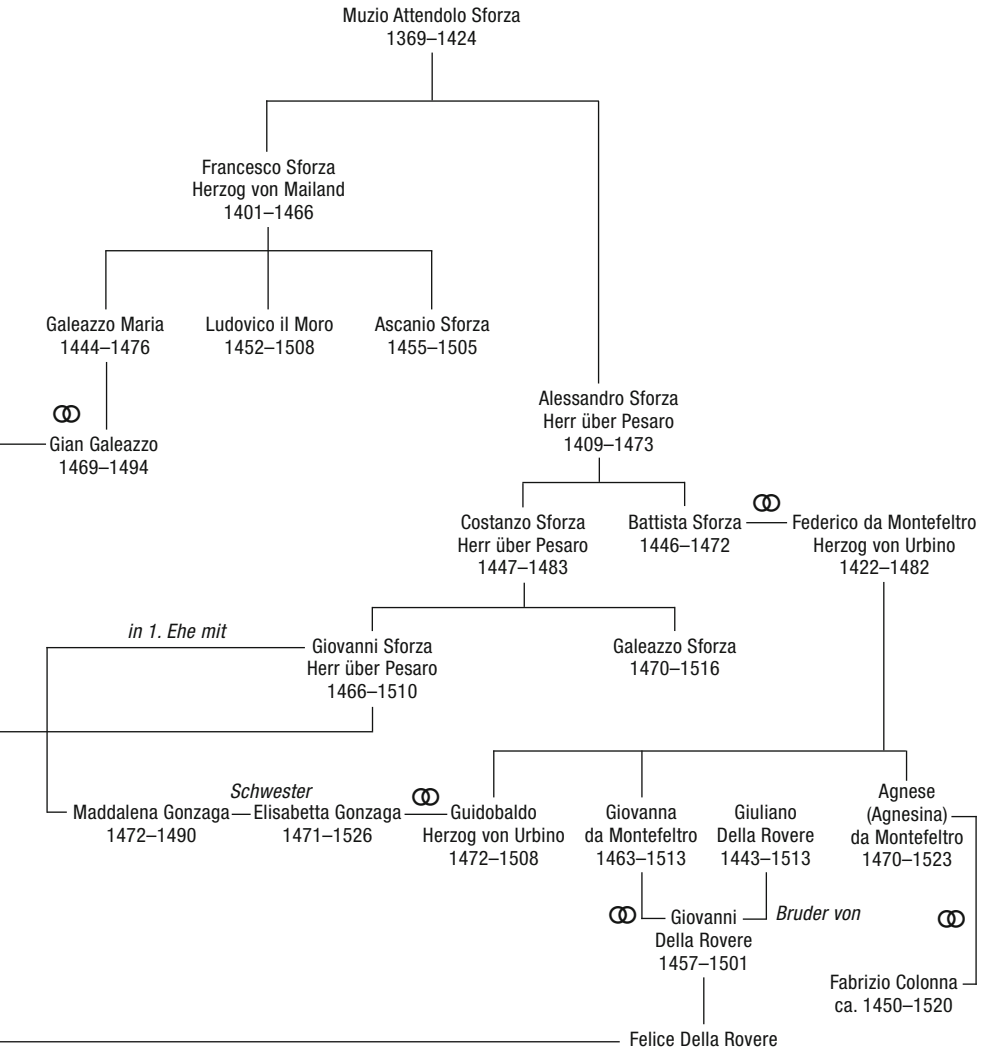 Muzio Attendolo Sforza
1369–1424
Francesco Sforza
Herzog von Mailand
1401–1466
Galeazzo Maria
1444–1476
Ludovico il Moro
1452–1508
Ascanio Sforza
1455–1505
Gian Galeazzo
1469–1494
Alessandro Sforza
Herr über Pesaro
1409–1473
Costanzo Sforza
Herr über Pesaro
1447–1483
Battista Sforza
1446–1472
Federico da Montefeltro
Herzog von Urbino
1422–1482
in 1. Ehe mit
Giovanni Sforza
Herr über Pesaro
1466–1510
Galeazzo Sforza
1470–1516
Maddalena Gonzaga
1472–1490
Schwester
Elisabetta Gonzaga
1471–1526
Guidobaldo
Herzog von Urbino
1472–1508
Giovanna
da Montefeltro
1463–1513
Giuliano
Della Rovere
1443–1513
Agnese
(Agnesina)
da Montefeltro
1470–1523
Giovanni
Della Rovere
1457–1501
Bruder von
Fabrizio Colonna
ca. 1450–1520
Felice Della Rovere